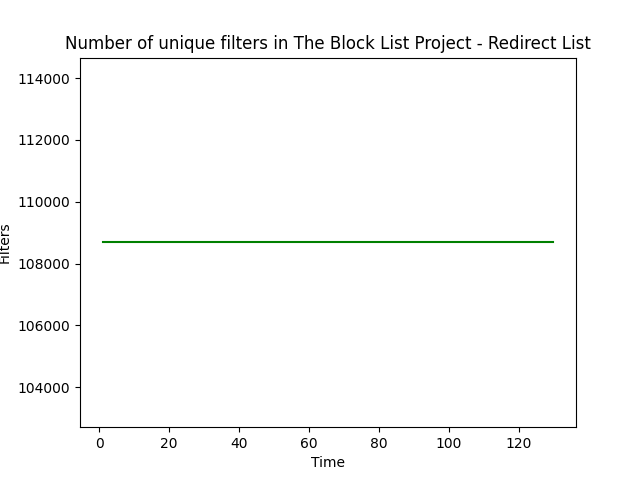 Number of unique filters in The Block List Project - Redirect List
114000
112000
110000
108000
106000
104000
Filters
0 20 40 60 80 100 120
Time